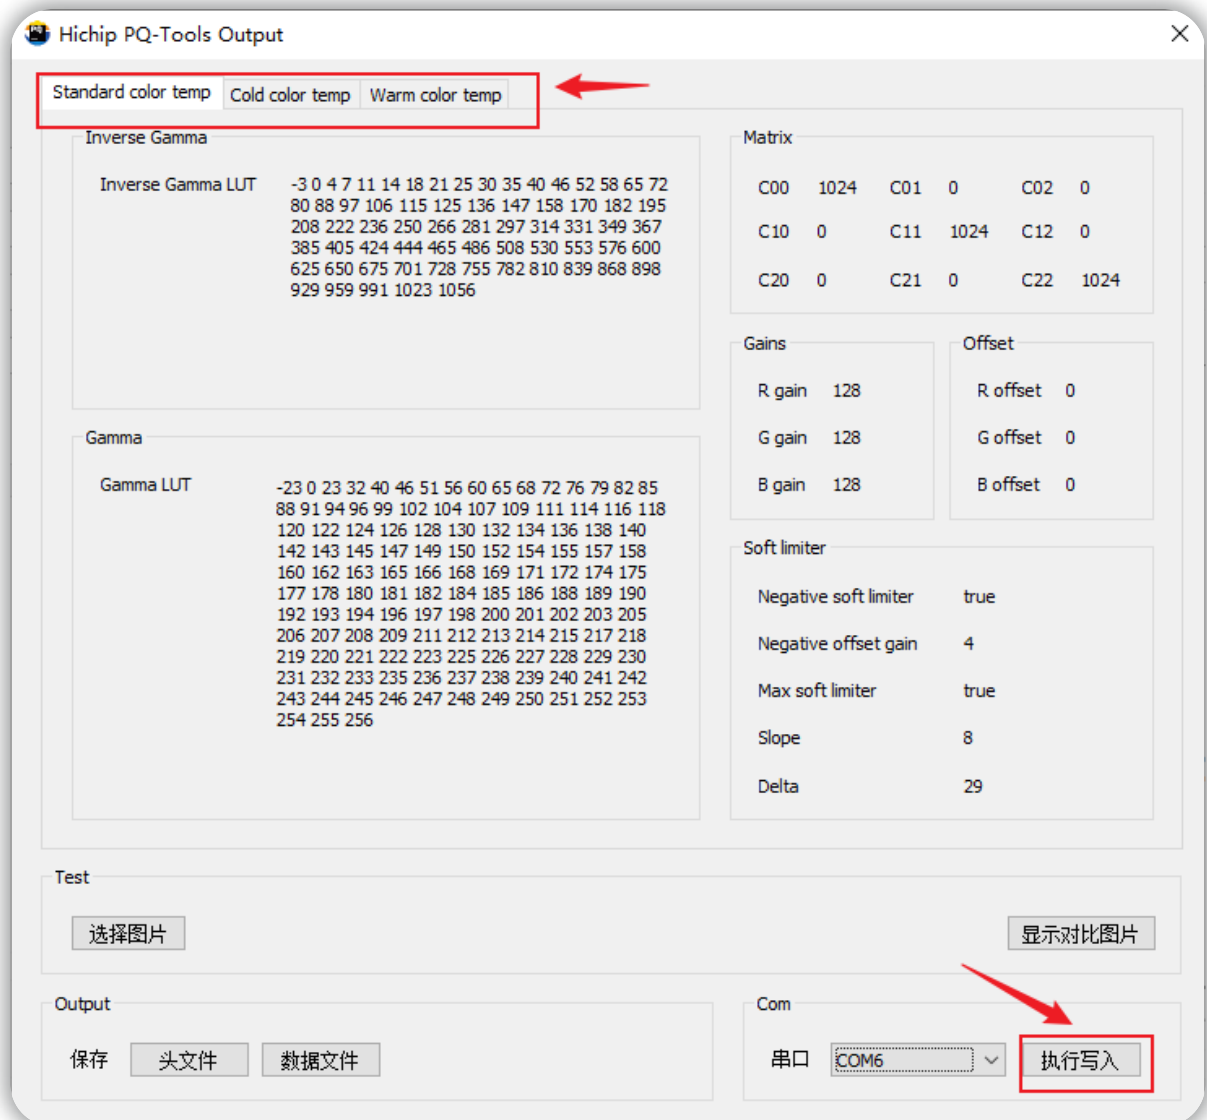 Hichip PQ-Tools Output
Standard color temp Cold color temp Warm color temp
Inverse Gamma
Inverse Gamma LUT
-3 0 4 7 11 14 18 21 25 30 35 40 46 52 58 65 72
80 88 97 106 115 125 136 147 158 170 182 195
208 222 236 250 266 281 297 314 331 349 367
385 405 424 444 465 486 508 530 553 576 600
625 650 675 701 728 755 782 810 839 868 898
929 959 991 1023 1056
Gamma
Gamma LUT
-23 0 23 32 40 46 51 56 60 65 68 72 76 79 82 85
88 91 94 96 99 102 104 107 109 111 114 116 118
120 122 124 126 128 130 132 134 136 138 140
142 143 145 147 149 150 152 154 155 157 158
160 162 163 165 166 168 169 171 172 174 175
177 178 180 181 182 184 185 186 188 189 190
192 193 194 196 197 198 200 201 202 203 205
206 207 208 209 211 212 213 214 215 217 218
219 220 221 222 223 225 226 227 228 229 230
231 232 233 235 236 237 238 239 240 241 242
243 244 245 246 247 248 249 250 251 252 253
254 255 256
Matrix
C00 1024 C01 0 C02 0
C10 0 C11 1024 C12 0
C20 0 C21 0 C22 1024
Gains
R gain 128
G gain 128
B gain 128
Offset
R offset 0
G offset 0
B offset 0
Soft limiter
Negative soft limiter true
Negative offset gain 4
Max soft limiter true
Slope 8
Delta 29
Test
选择图片 显示对比图片
Output
保存 头文件 数据文件
Com
串口 COM6 执行写入